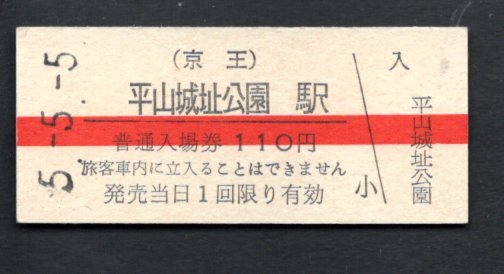 5.-5.-5
(京王)
平山城址公園 駅
普通入場券 110円
旅客車内に立入ることはできません
発売当日1回限り有効
入
平山城址公園
小